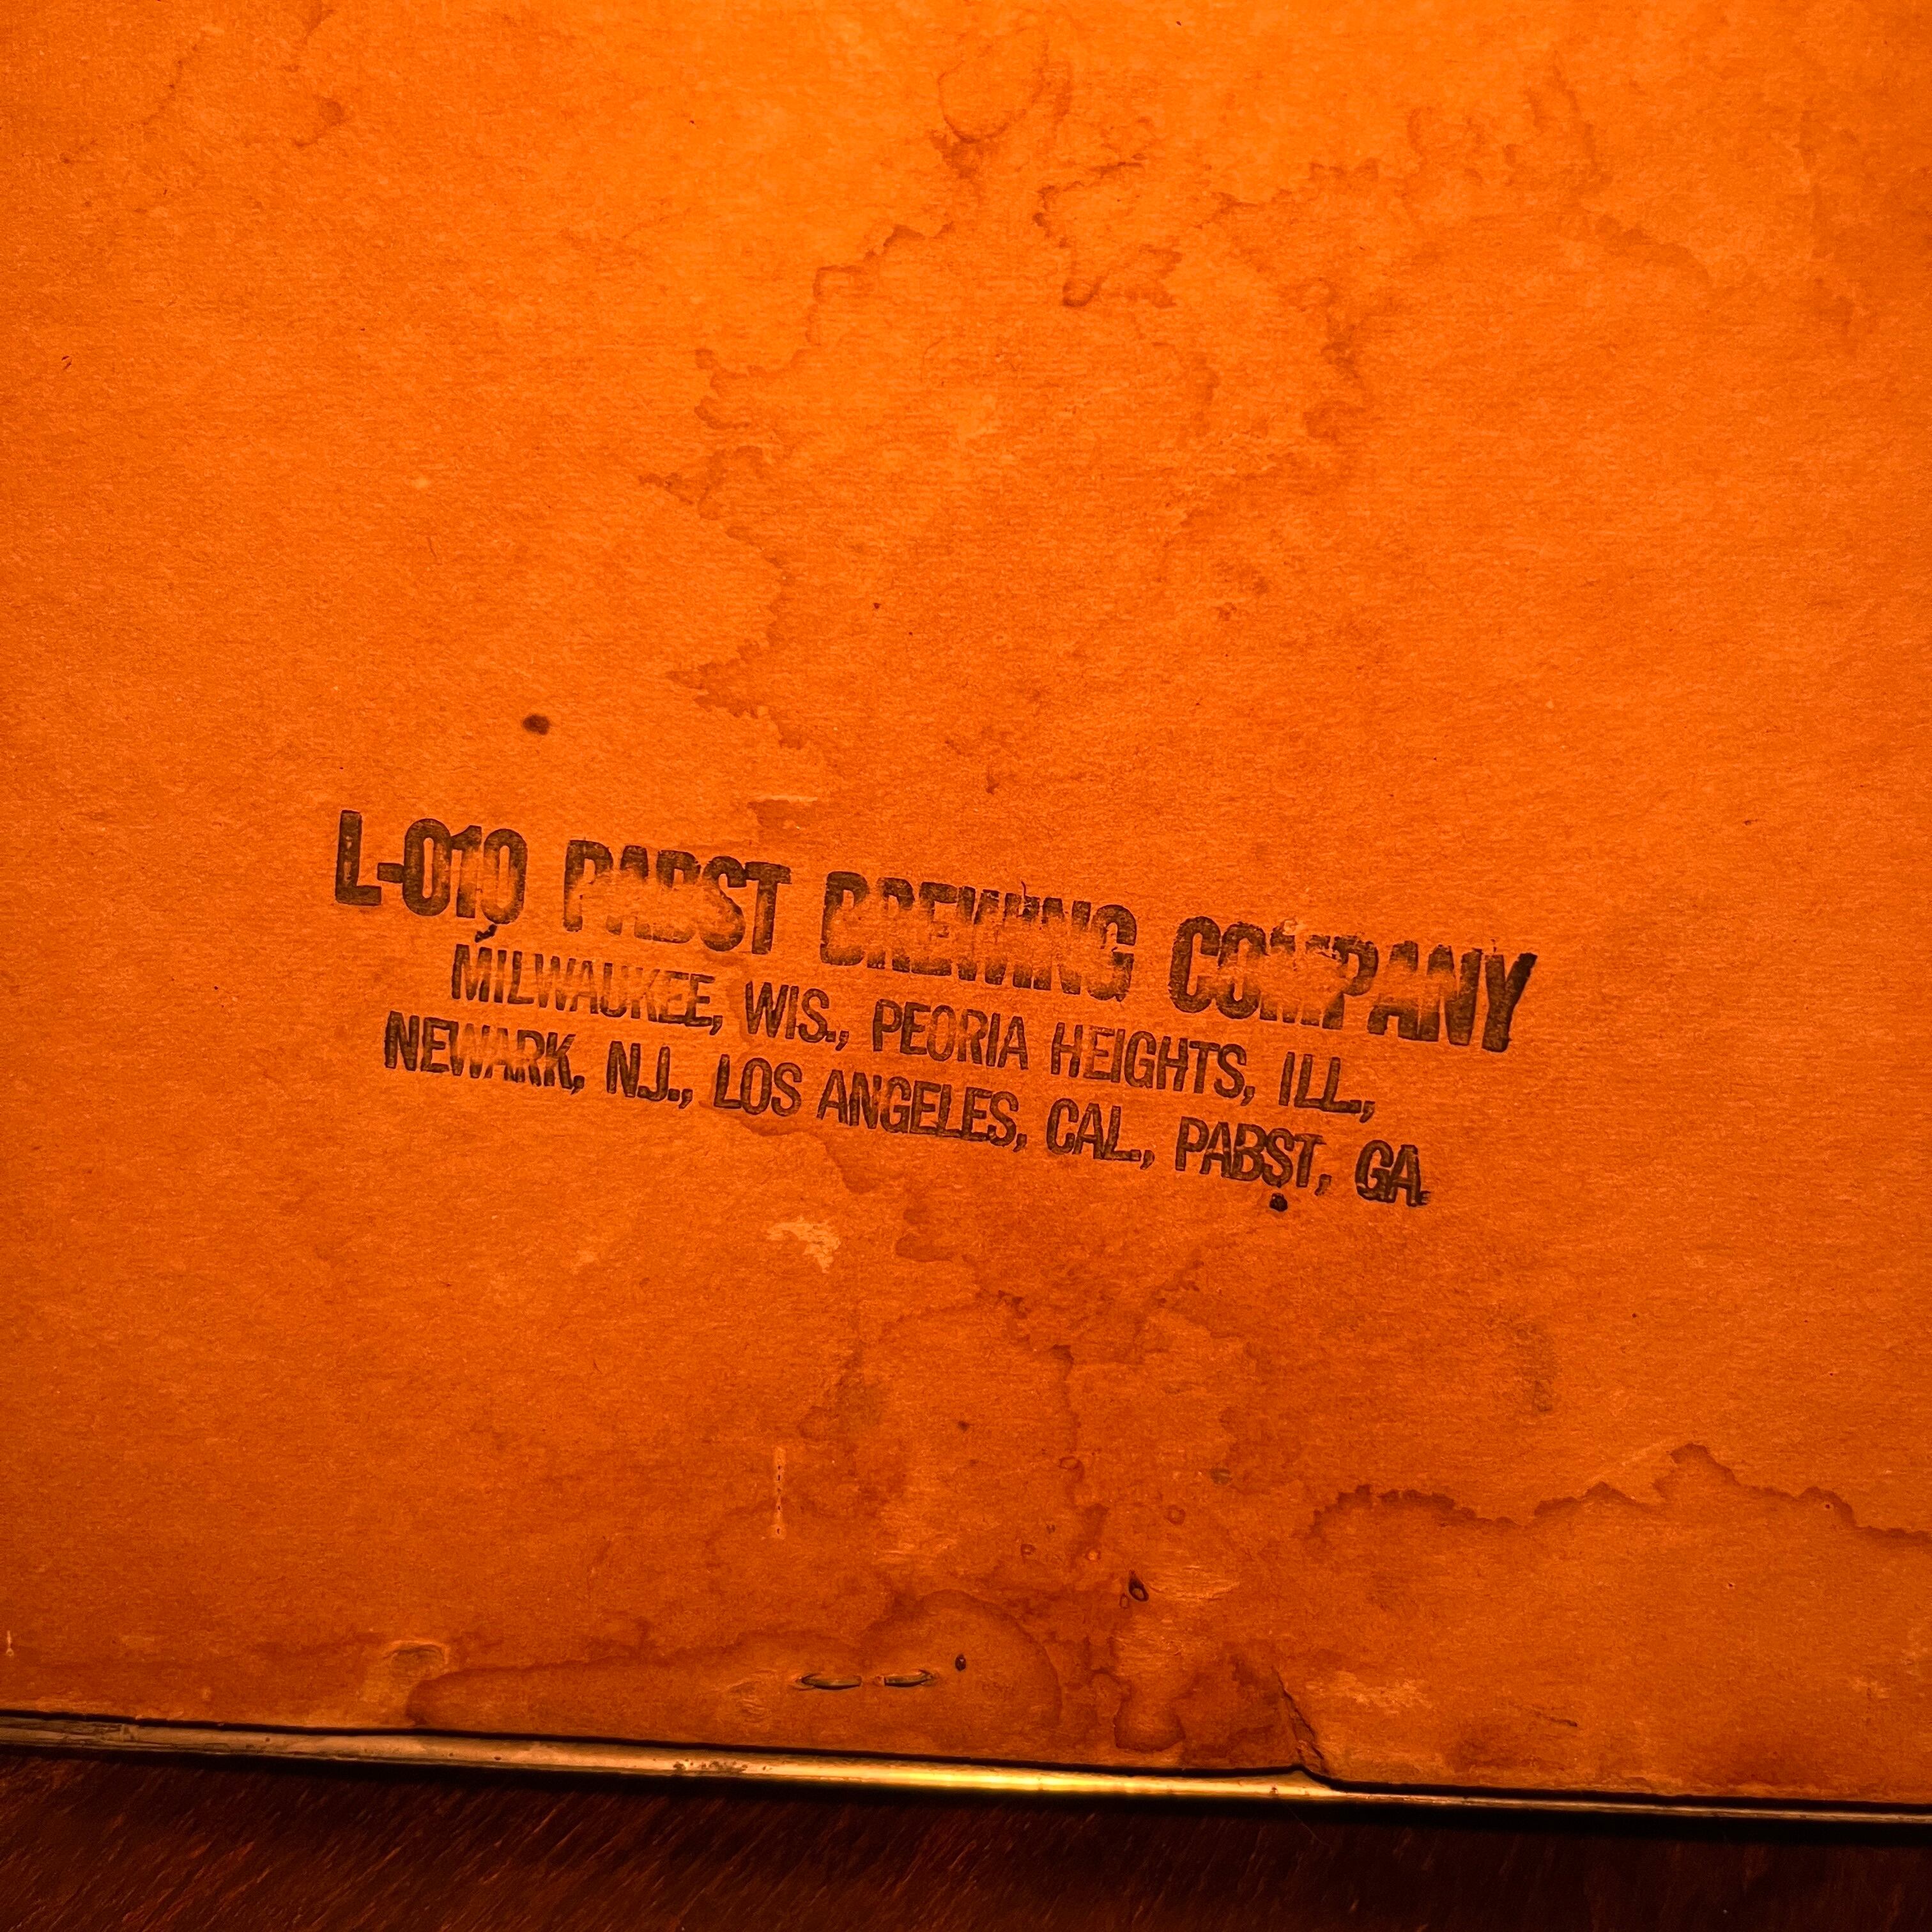 L-010 PABST BREWING COMPANY
MILWAUKEE, WIS., PEORIA HEIGHTS, ILL.,
NEWARK, N.J., LOS ANGELES, CAL., PABST, GA.